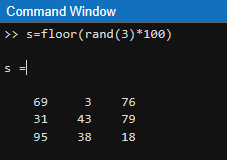 Command Window
>> s=floor(rand(3)*100)
s =
69 3 76
31 43 79
95 38 18